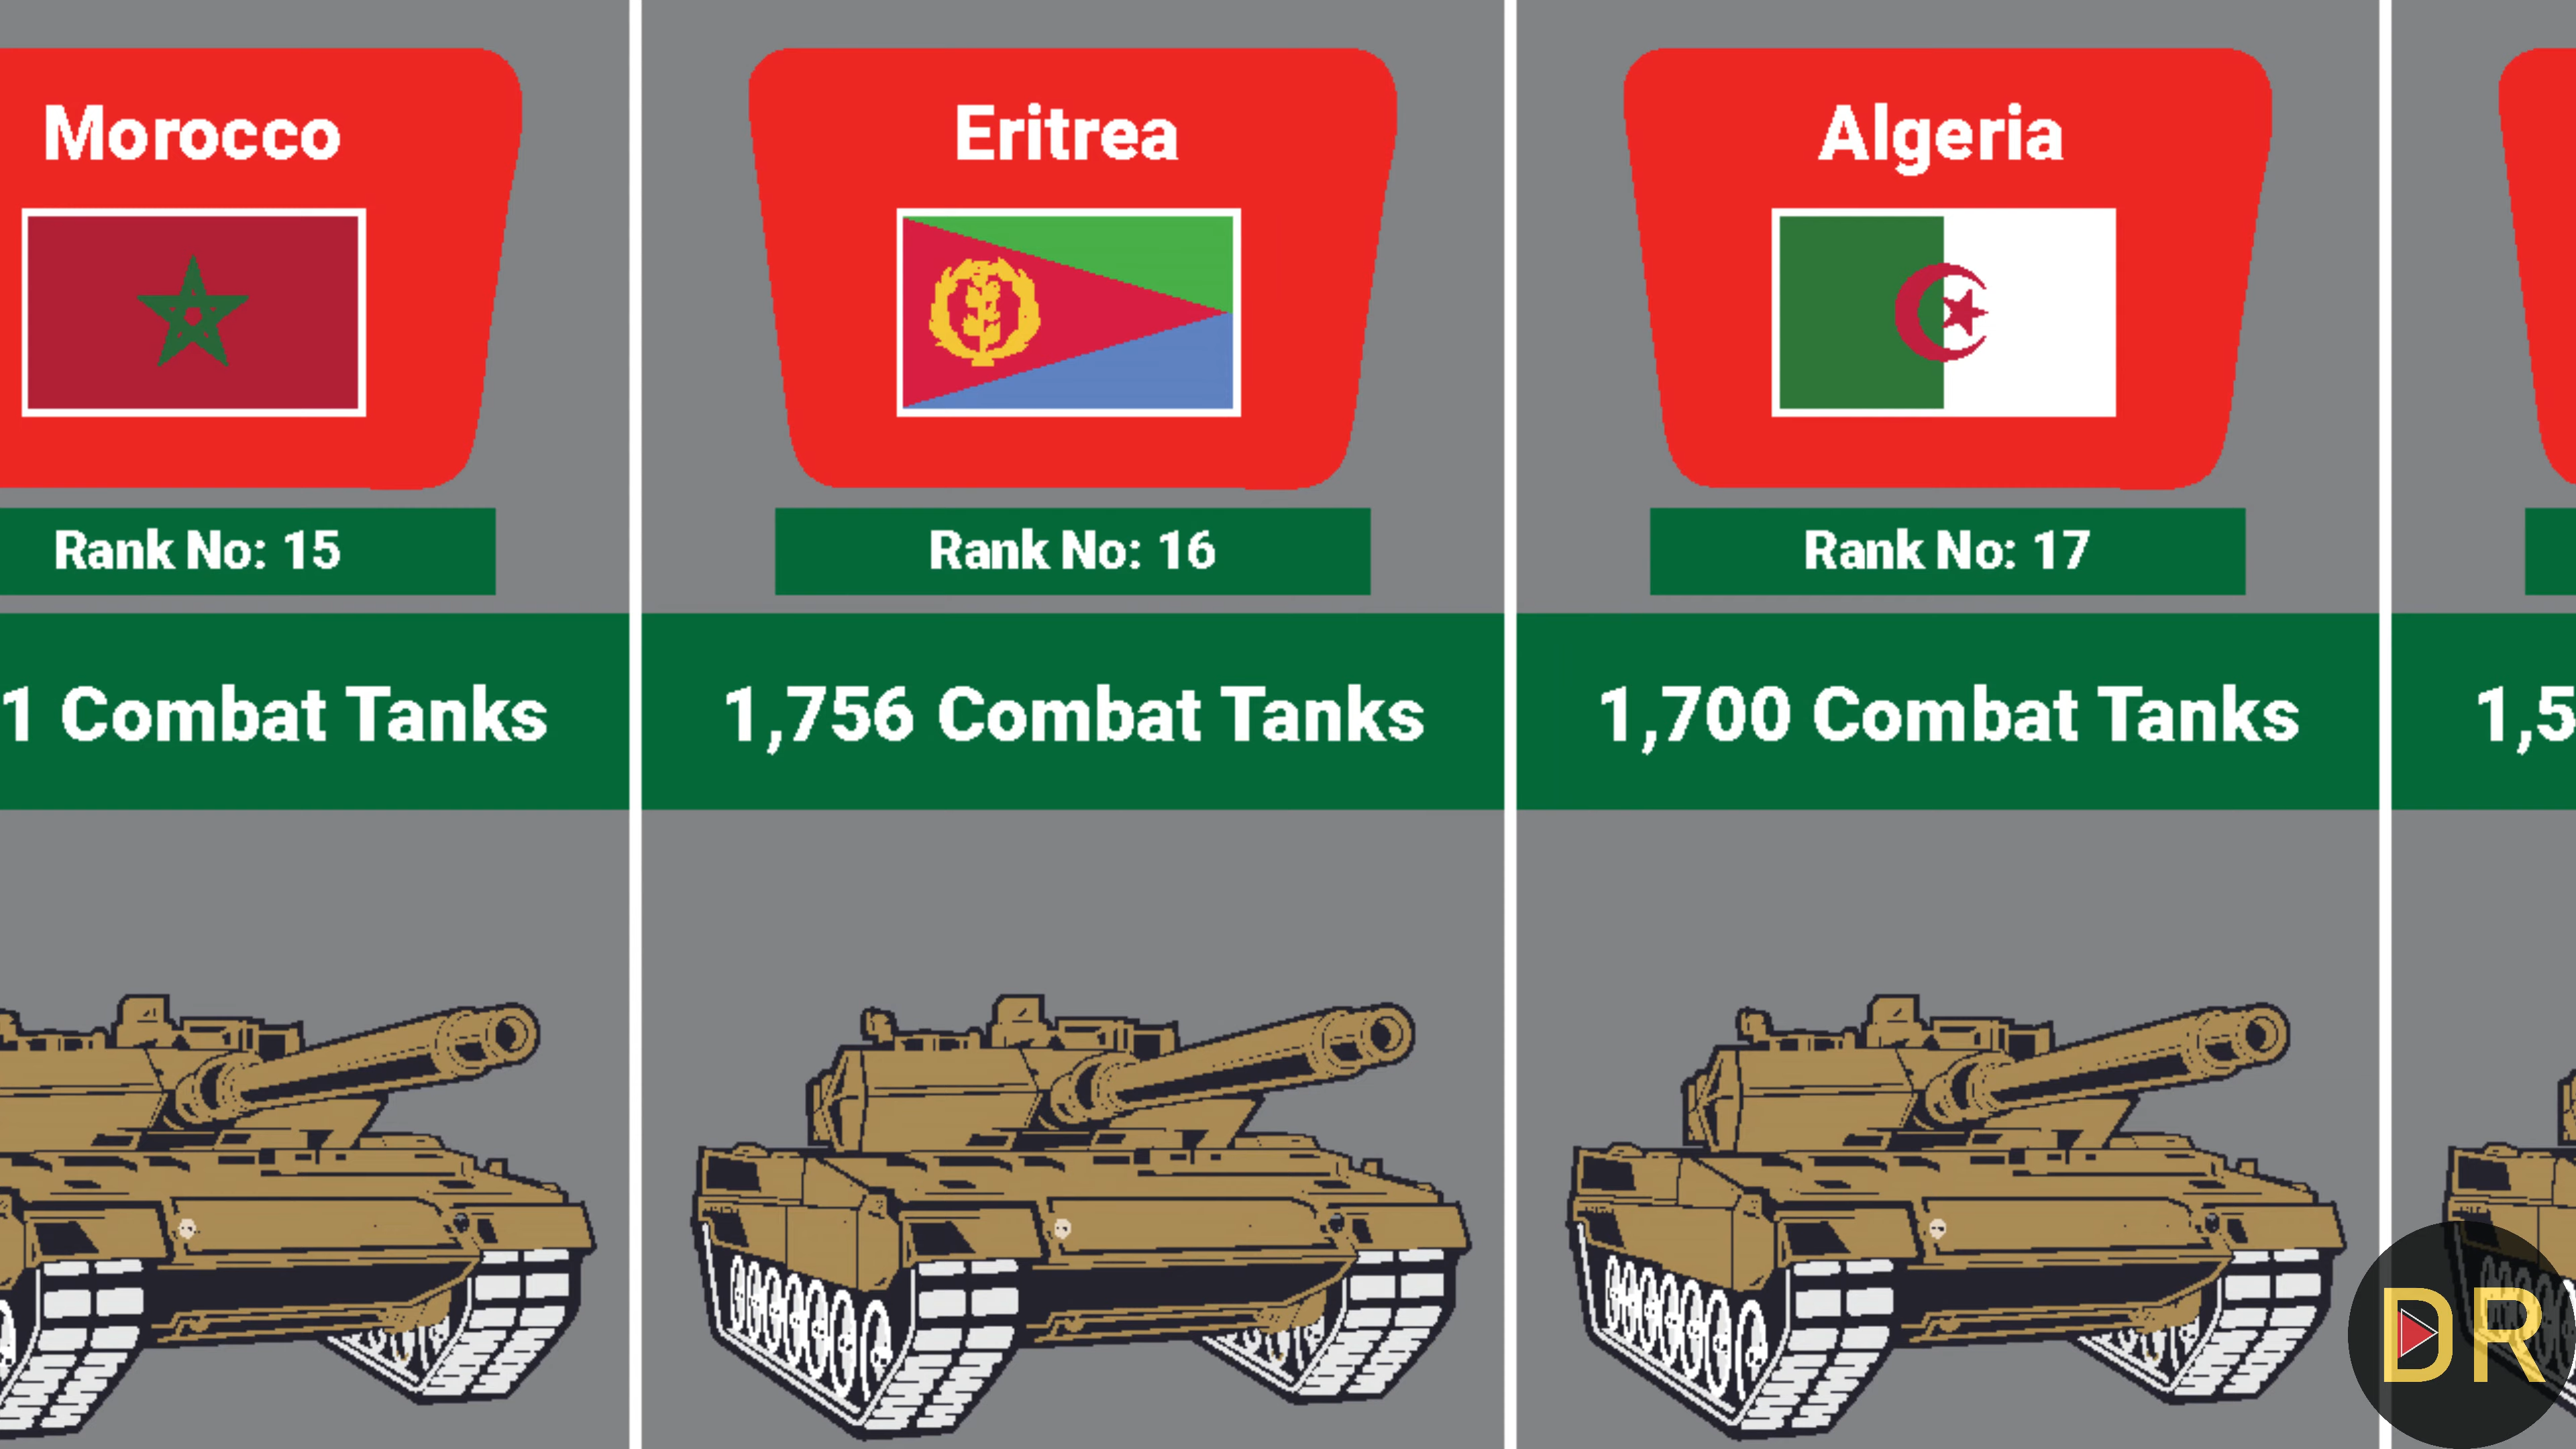 Morocco
Rank No: 15
1 Combat Tanks
Eritrea
Rank No: 16
1,756 Combat Tanks
Algeria
Rank No: 17
1,700 Combat Tanks
1,5
DR